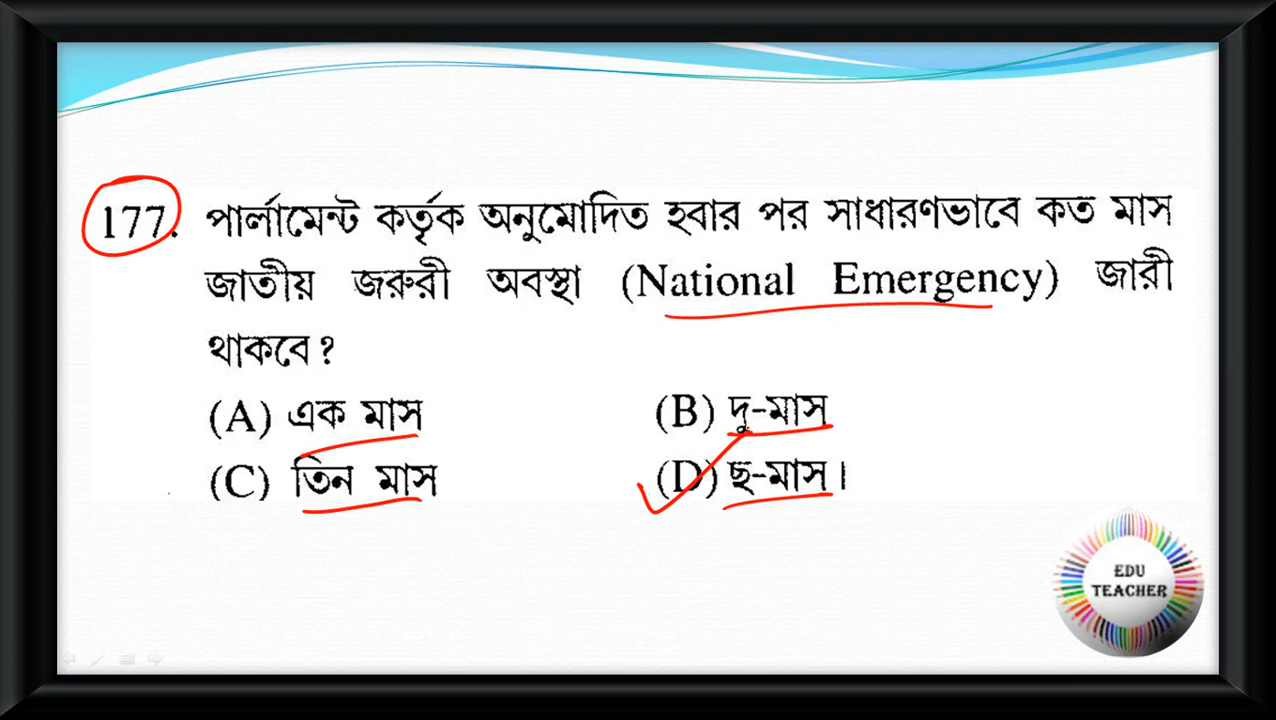 177. পার্লামেন্ট কর্তৃক অনুমোদিত হবার পর সাধারণভাবে কত মাস
জাতীয় জরুরী অবস্থা (National Emergency) জারী
থাকবে ?
(A) এক মাস (B) দু-মাস
(C) তিন মাস (D) ছ-মাস।
EDU
TEACHER